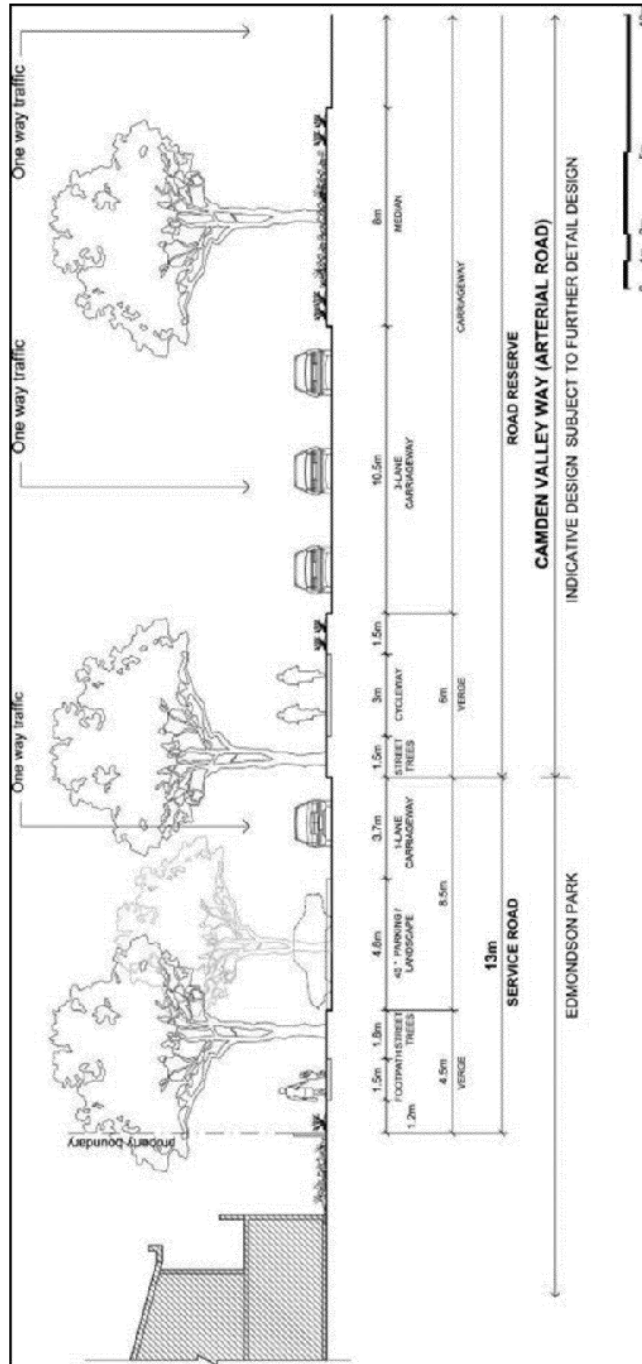 One way traffic
One way traffic
One way traffic
property boundary
1.2m
1.5m
1.8m
4.8m
3.7m
1.5m
3m
1.5m
10.5m
8m
FOOTPATH
STREET
TREES
45° PARKING /
LANDSCAPE
1-LANE
CARRIAGEWAY
STREET
TREES
CYCLEWAY
3-LANE
CARRIAGEWAY
MEDIAN
4.5m
VERGE
8.5m
6m
VERGE
CARRIAGEWAY
13m
SERVICE ROAD
ROAD RESERVE
CAMDEN VALLEY WAY (ARTERIAL ROAD)
EDMONDSON PARK
INDICATIVE DESIGN SUBJECT TO FURTHER DETAIL DESIGN